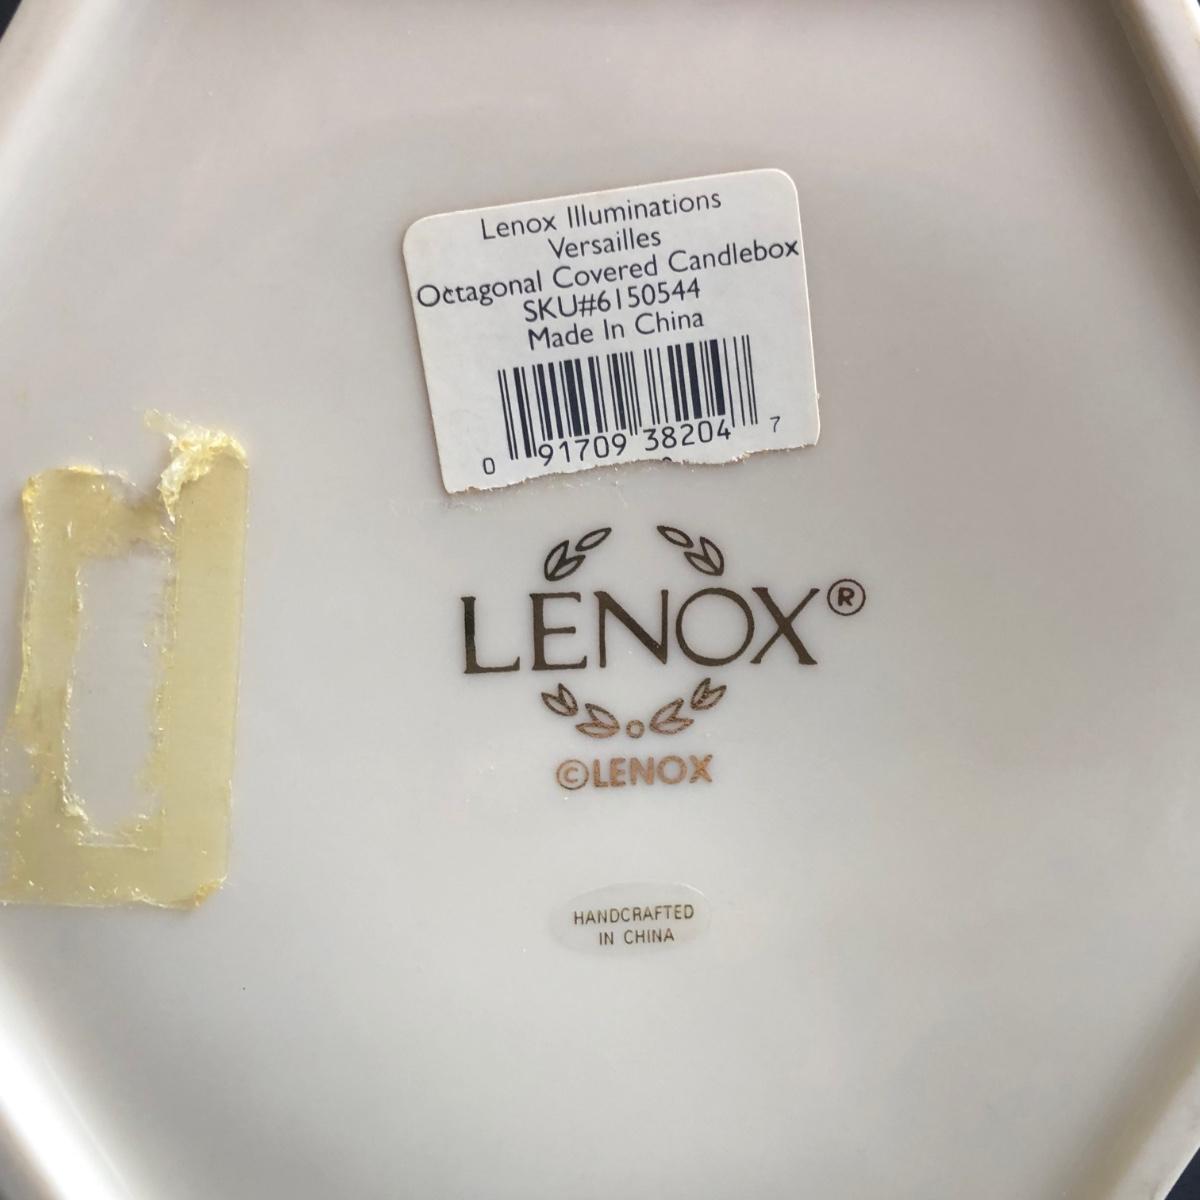 Lenox Illuminations
Versailles
Octagonal Covered Candlebox
SKU#6150544
Made In China
0 91709 38204 7
LENOX®
©LENOX
HANDCRAFTED
IN CHINA